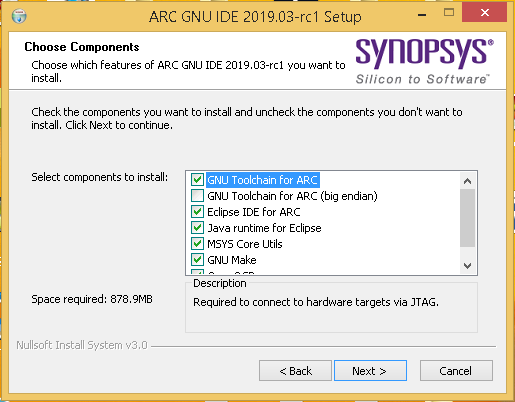 ARC GNU IDE 2019.03-rc1 Setup
Choose Components
Choose which features of ARC GNU IDE 2019.03-rc1 you want to
install.
SYNOPSYS®
Silicon to Software™
Check the components you want to install and uncheck the components you don't want to
install. Click Next to continue.
Select components to install:
GNU Toolchain for ARC
GNU Toolchain for ARC (big endian)
Eclipse IDE for ARC
Java runtime for Eclipse
MSYS Core Utils
GNU Make
Space required: 878.9MB
Description
Required to connect to hardware targets via JTAG.
Nullsoft Install System v3.0
< Back
Next >
Cancel